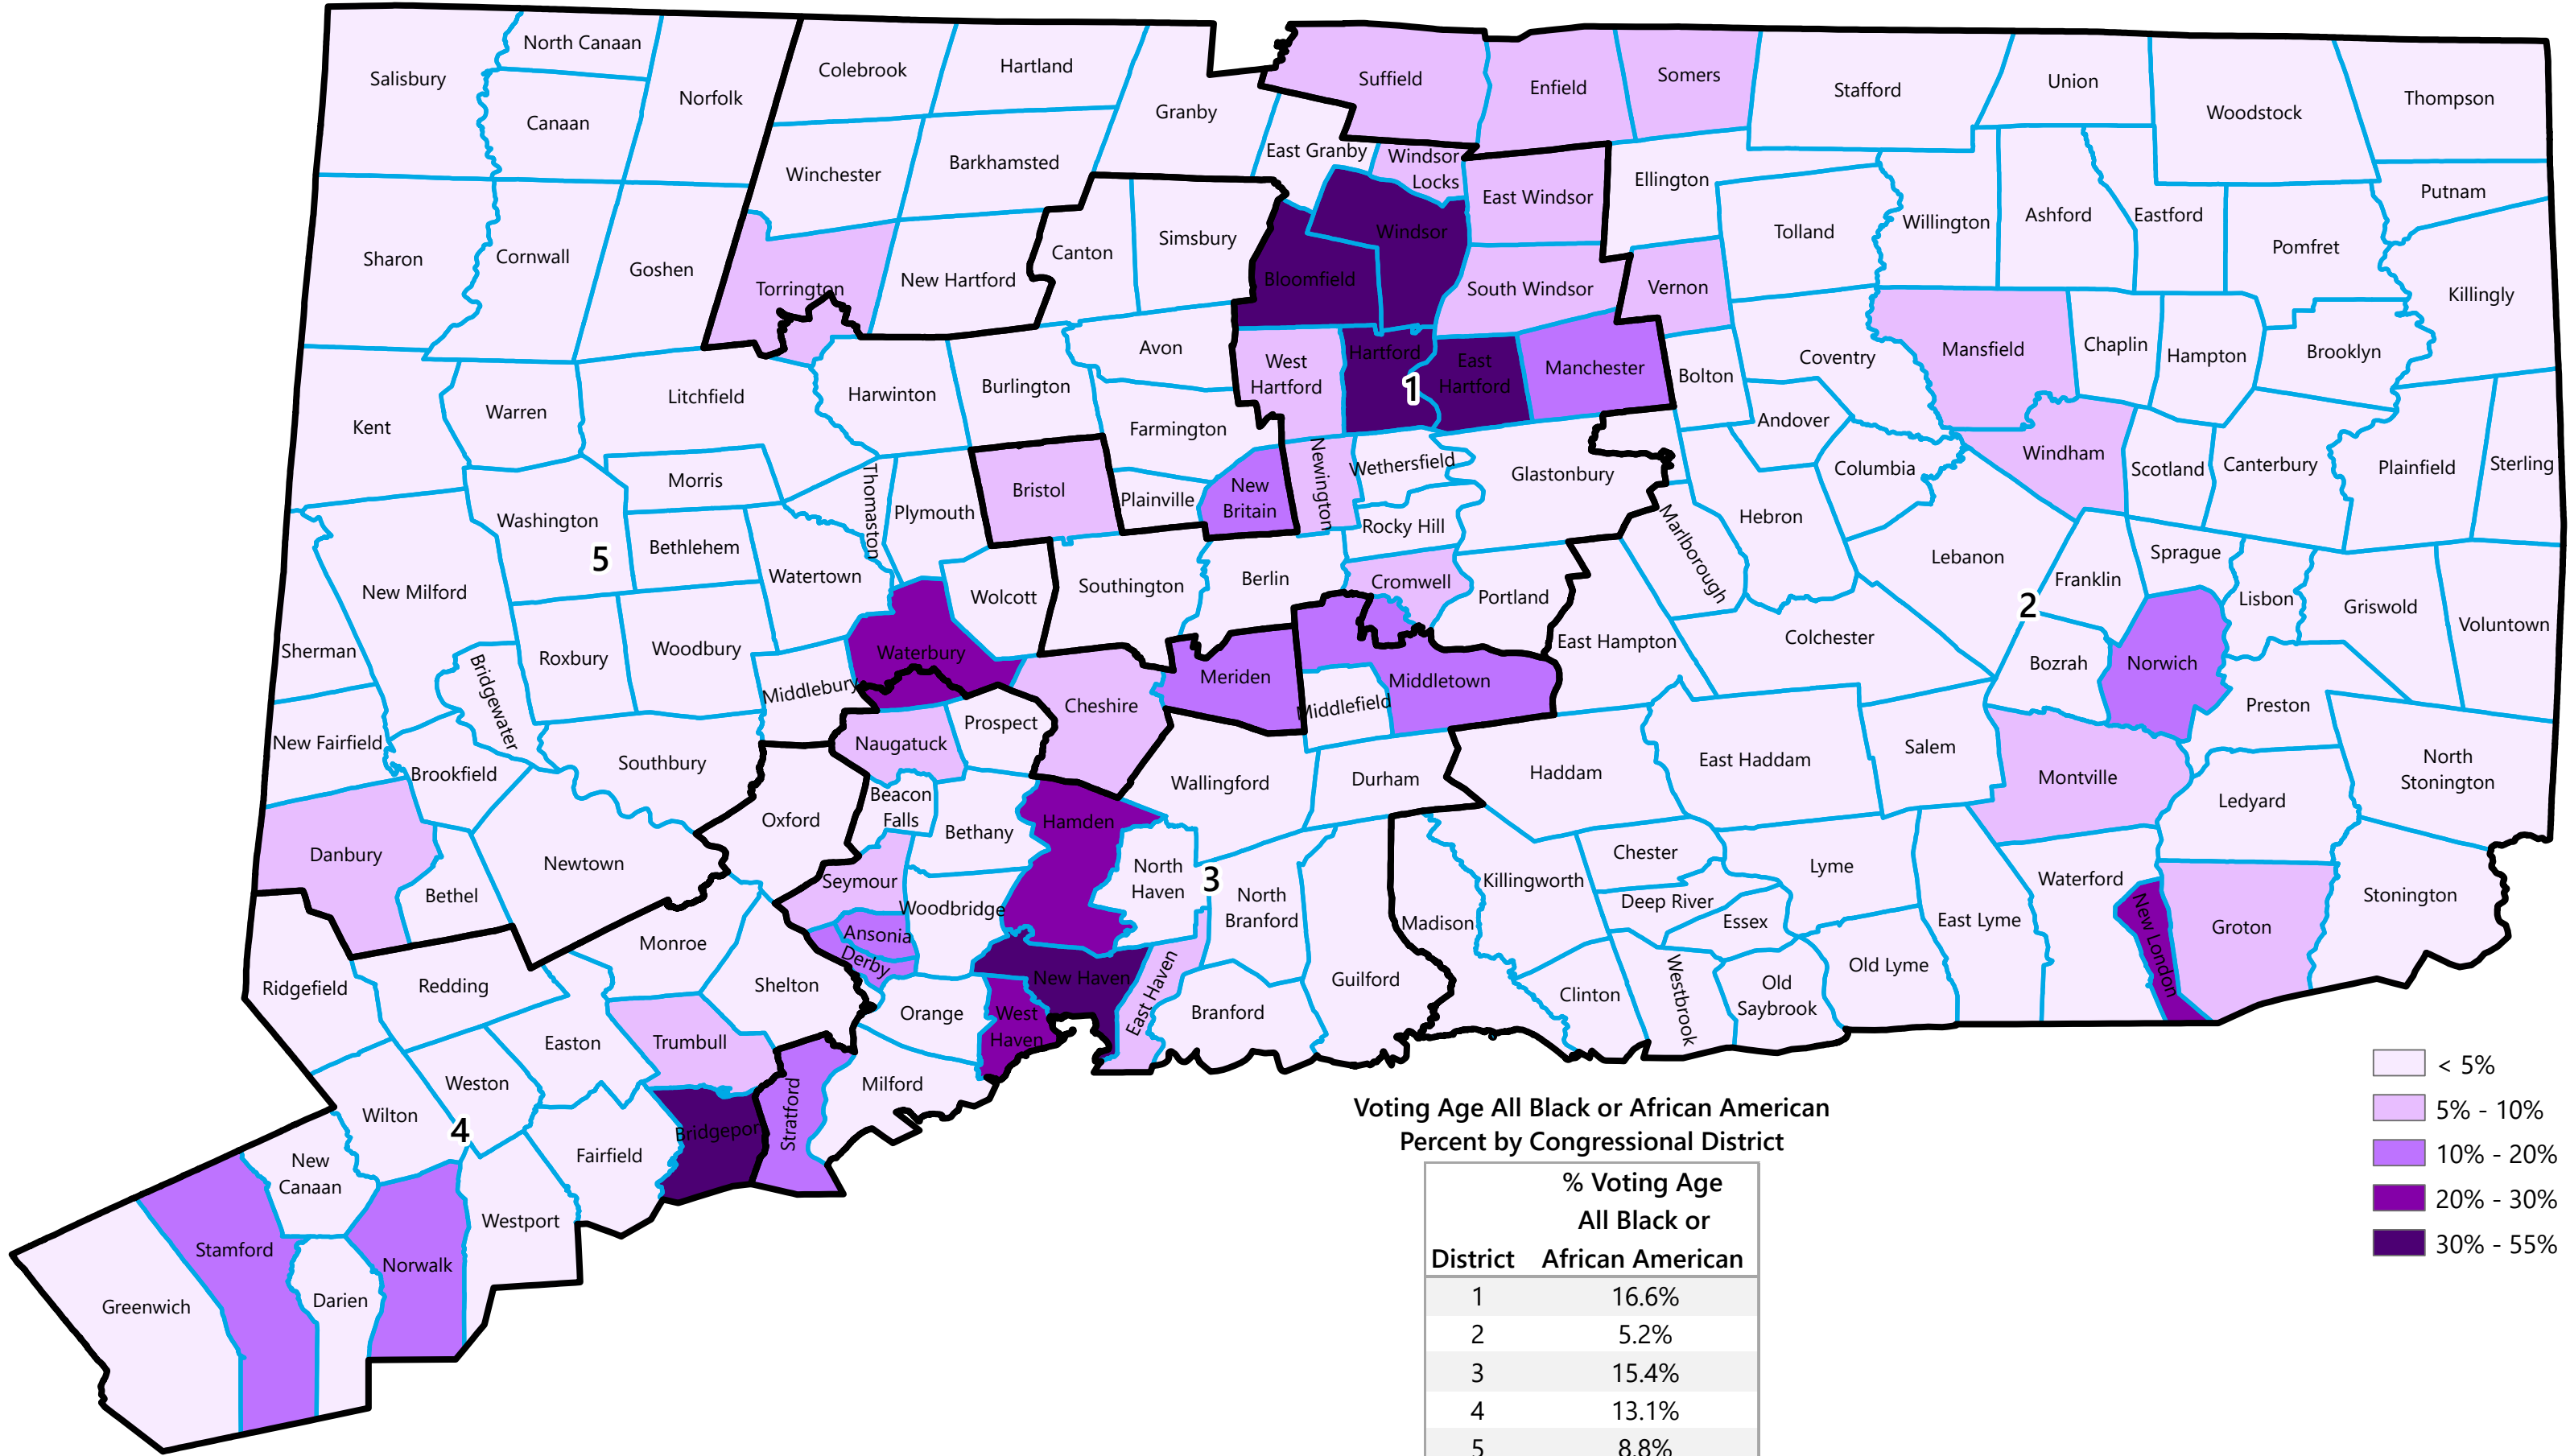 North Canaan
Salisbury
Canaan
Norfolk
Colebrook
Hartland
Granby
Suffield
Enfield
Somers
Stafford
Union
Woodstock
Thompson
Winchester
Barkhamsted
East Granby
Windsor
Locks
East Windsor
Ellington
Tolland
Willington
Ashford
Eastford
Pomfret
Putnam
Killingly
Sharon
Cornwall
Goshen
Torrington
New Hartford
Canton
Simsbury
Bloomfield
Windsor
South Windsor
Vernon
Kent
Warren
Litchfield
Harwinton
Burlington
Avon
Farmington
West
Hartford
Hartford
1
East
Hartford
Manchester
Bolton
Coventry
Andover
Mansfield
Chaplin
Hampton
Brooklyn
Columbia
Windham
Scotland
Canterbury
Plainfield
Sterling
Morris
Washington
Bethlehem
Watertown
Thomaston
Plymouth
Bristol
Plainville
New
Britain
Newington
Wethersfield
Rocky Hill
Glastonbury
Marlborough
Hebron
Lebanon
Franklin
Sprague
Lisbon
Griswold
Voluntown
5
New Milford
Sherman
Bridgewater
Roxbury
Woodbury
Middlebury
Waterbury
Wolcott
Southington
Berlin
Cromwell
Portland
East Hampton
Colchester
2
Bozrah
Norwich
Preston
North
Stonington
New Fairfield
Brookfield
Southbury
Naugatuck
Prospect
Cheshire
Meriden
Middlefield
Middletown
Haddam
East Haddam
Salem
Montville
Ledyard
Danbury
Bethel
Newtown
Oxford
Beacon
Falls
Bethany
Hamden
Wallingford
Durham
Seymour
Woodbridge
North
Haven
3
North
Branford
Madison
Killingworth
Chester
Deep River
Essex
Lyme
East Lyme
Waterford
New London
Groton
Stonington
Ridgefield
Redding
Monroe
Shelton
Ansonia
Derby
Orange
New Haven
West
Haven
East Haven
Branford
Guilford
Clinton
Westbrook
Old
Saybrook
Old Lyme
Wilton
Weston
Easton
Trumbull
Stratford
Milford
4
Fairfield
Bridgepor
New
Canaan
Stamford
Norwalk
Westport
Greenwich
Darien
Voting Age All Black or African American
Percent by Congressional District
% Voting Age
All Black or
District African American
1 16.6%
2 5.2%
3 15.4%
4 13.1%
5 8.8%
< 5%
5% - 10%
10% - 20%
20% - 30%
30% - 55%